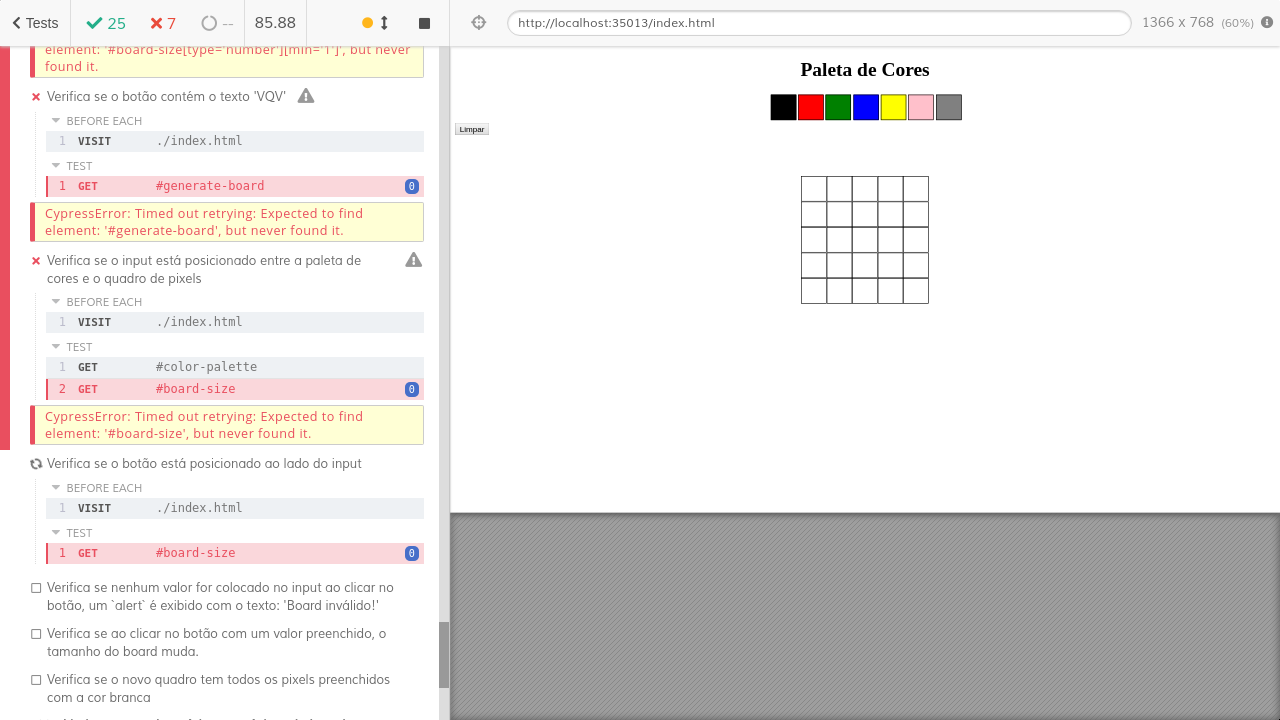 Tests
25
7
--
85.88
http://localhost:35013/index.html
1366 x 768 (60%)
element: '#board-size[type='number'][min='1']', but never
found it.
Verifica se o botão contém o texto 'VQV'
BEFORE EACH
1 VISIT ./index.html
TEST
1 GET #generate-board 0
CypressError: Timed out retrying: Expected to find
element: '#generate-board', but never found it.
Verifica se o input está posicionado entre a paleta de
cores e o quadro de pixels
BEFORE EACH
1 VISIT ./index.html
TEST
1 GET #color-palette
2 GET #board-size 0
CypressError: Timed out retrying: Expected to find
element: '#board-size', but never found it.
Verifica se o botão está posicionado ao lado do input
BEFORE EACH
1 VISIT ./index.html
TEST
1 GET #board-size 0
Verifica se nenhum valor for colocado no input ao clicar no
botão, um `alert` é exibido com o texto: 'Board inválido!'
Verifica se ao clicar no botão com um valor preenchido, o
tamanho do board muda.
Verifica se o novo quadro tem todos os pixels preenchidos
com a cor branca
Paleta de Cores
Limpar